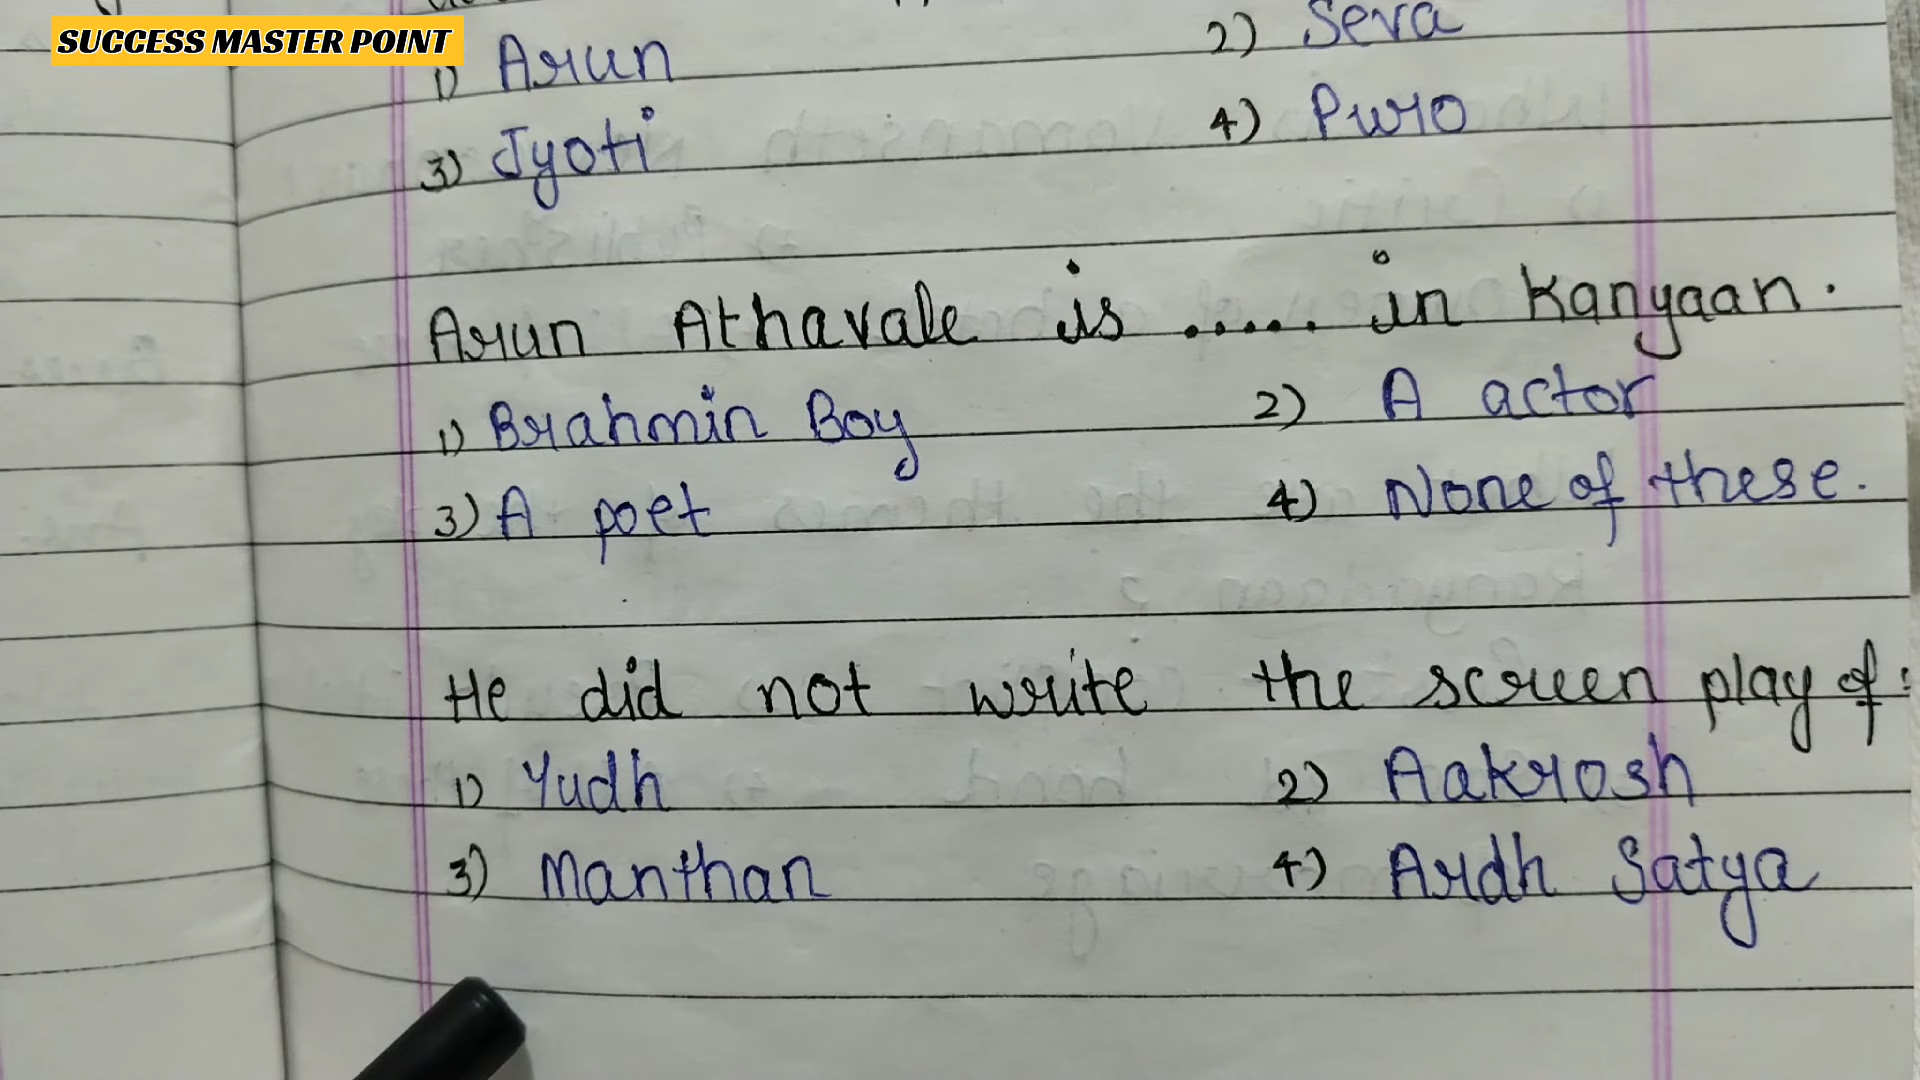 SUCCESS MASTER POINT
1) Arun 2) Seva
3) Jyoti 4) Puro
Arun Athavale is ..... in Kanyaan.
1) Brahmin Boy 2) A actor
3) A poet 4) None of these.
He did not write the screen play of:
1) Yudh 2) Aakrosh
3) Manthan 4) Ardh Satya